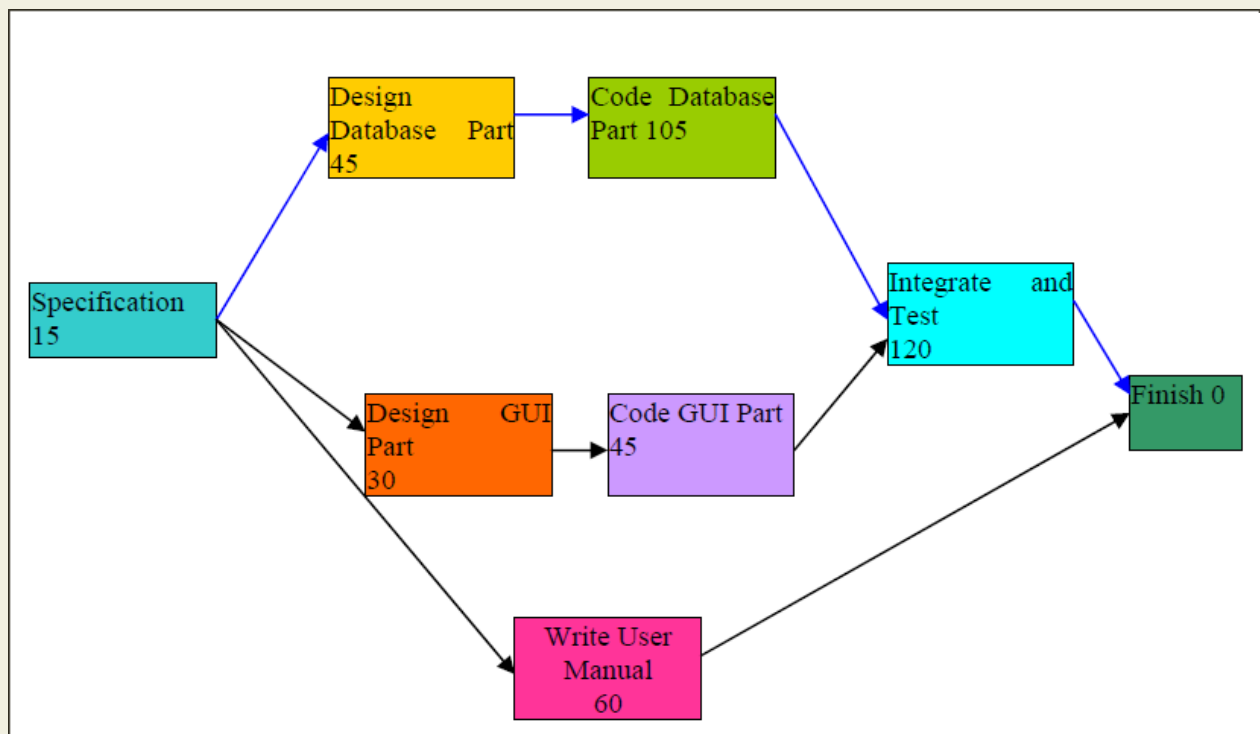 Design
Database Part
45
Code Database
Part 105
Specification
15
Integrate and
Test
120
Finish 0
Design GUI
Part
30
Code GUI Part
45
Write User
Manual
60